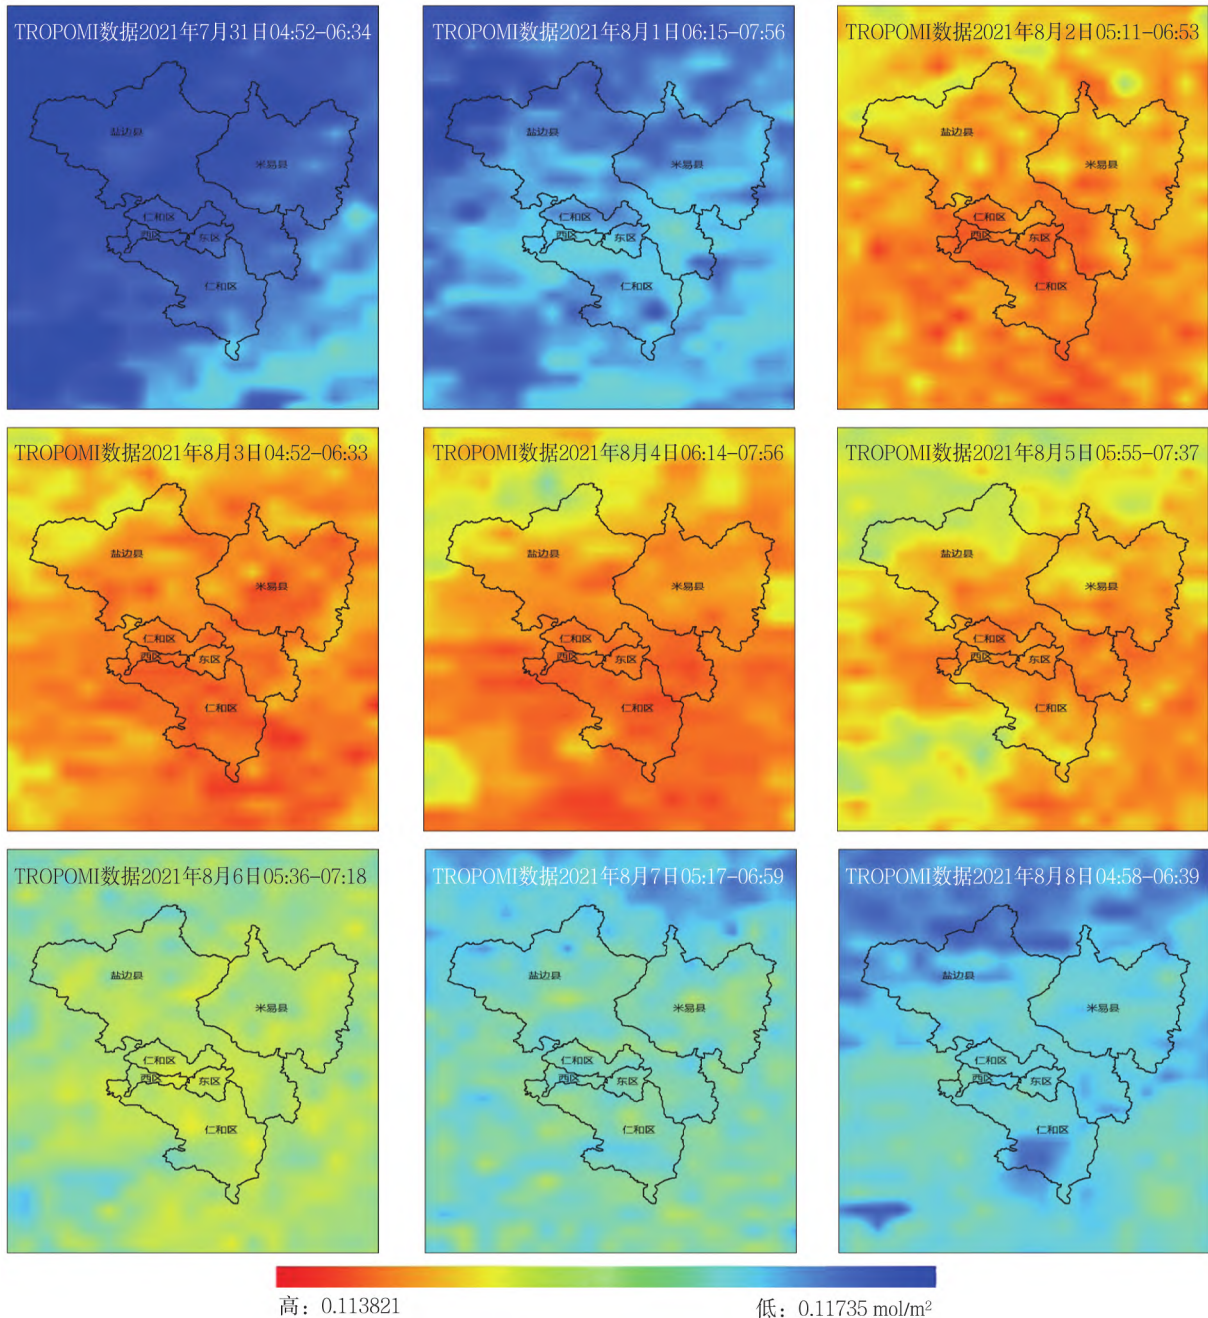 TROPOMI数据2021年7月31日04:52-06:34
盐边县
米易县
仁和区
西区
东区
仁和区
TROPOMI数据2021年8月1日06:15-07:56
盐边县
米易县
仁和区
西区
东区
仁和区
TROPOMI数据2021年8月2日05:11-06:53
盐边县
米易县
仁和区
西区
东区
仁和区
TROPOMI数据2021年8月3日04:52-06:33
盐边县
米易县
仁和区
西区
东区
仁和区
TROPOMI数据2021年8月4日06:14-07:56
盐边县
米易县
仁和区
西区
东区
仁和区
TROPOMI数据2021年8月5日05:55-07:37
盐边县
米易县
仁和区
西区
东区
仁和区
TROPOMI数据2021年8月6日05:36-07:18
盐边县
米易县
仁和区
西区
东区
仁和区
TROPOMI数据2021年8月7日05:17-06:59
盐边县
米易县
仁和区
西区
东区
仁和区
TROPOMI数据2021年8月8日04:58-06:39
盐边县
米易县
仁和区
西区
东区
仁和区
高：0.113821
低：0.11735 mol/m²